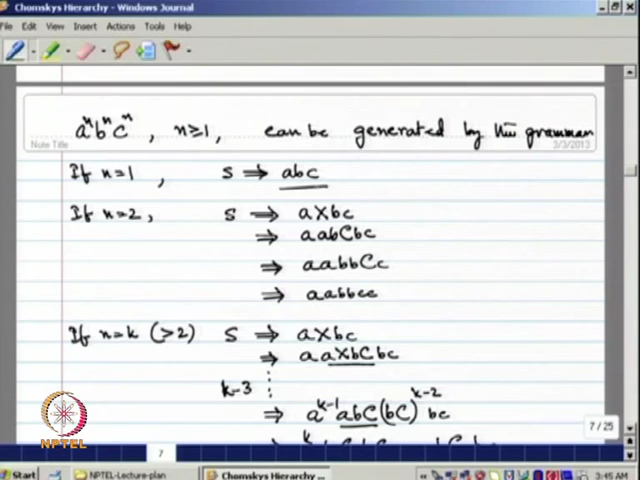 Chomskys Hierarchy - Windows Journal
File Edit View Insert Actions Tools Help
aⁿbⁿcⁿ , n≥1, can be generated by this grammar
Note Title
3/3/2013
If n=1 , S ⇒ abc
If n=2, S ⇒ aXbc
⇒ aabCbc
⇒ aabbCc
⇒ aabbcc
If n=k (>2) S ⇒ aXbc
⇒ aaXbCbc
k-3 ⋮
⇒ a^{k-1}abC(bC)^{k-2} bc
NPTEL
7
7 / 25
Start NPTEL-Lecture-plan Chomskys Hierarchy - ... 3:45 AM